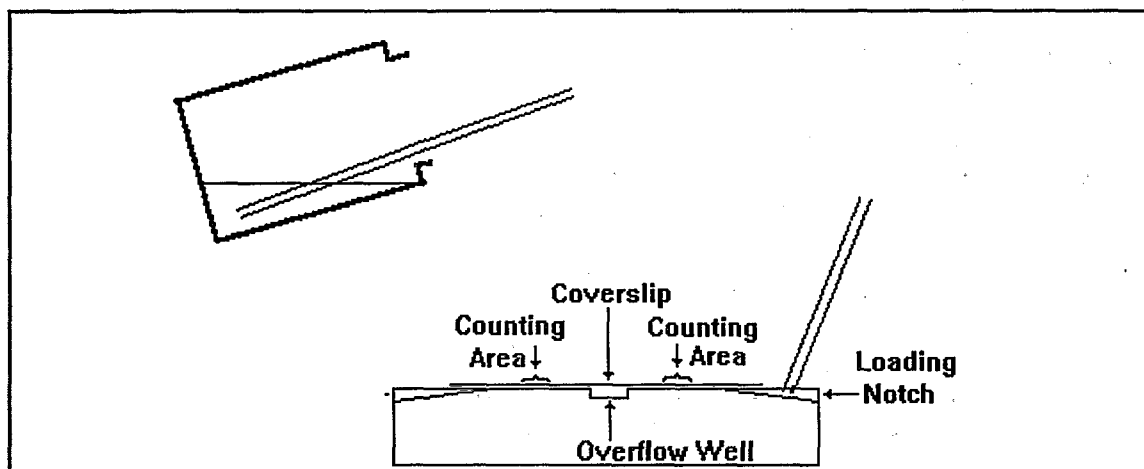 Coverslip
Counting Area
Counting Area
Loading Notch
Overflow Well